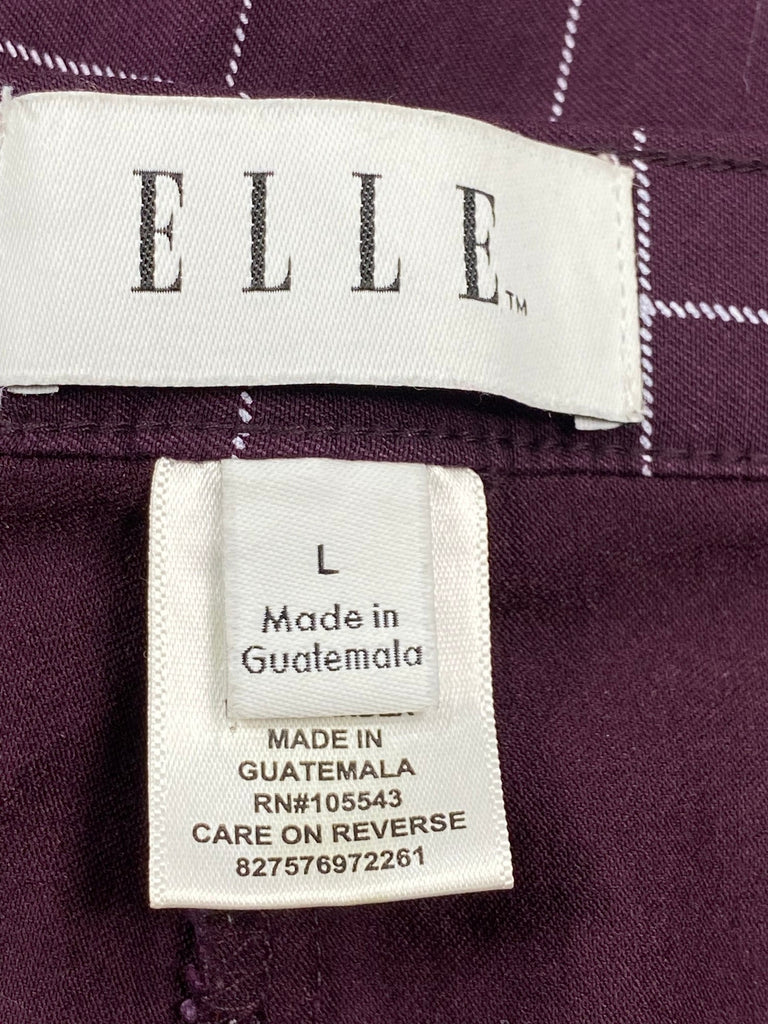 ELLE™
L
Made in
Guatemala
MADE IN
GUATEMALA
RN#105543
CARE ON REVERSE
827576972261